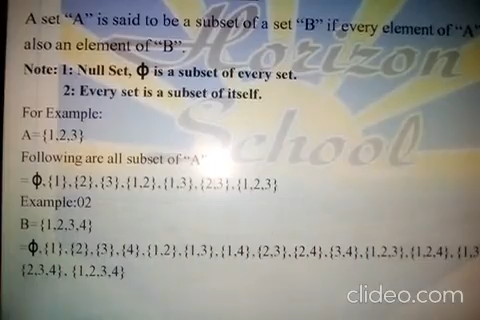 A set “A” is said to be a subset of a set “B” if every element of “A”
also an element of “B”.
Note: 1: Null Set, ϕ is a subset of every set.
2: Every set is a subset of itself.
For Example:
A={1,2,3}
Following are all subset of “A”
= ϕ,{1},{2},{3},{1,2},{1,3},{2,3},{1,2,3}
Example:02
B={1,2,3,4}
=ϕ,{1},{2},{3},{4},{1,2},{1,3},{1,4},{2,3},{2,4},{3,4},{1,2,3},{1,2,4},{1,3
{2,3,4}, {1,2,3,4}
Horizon
School
clideo.com